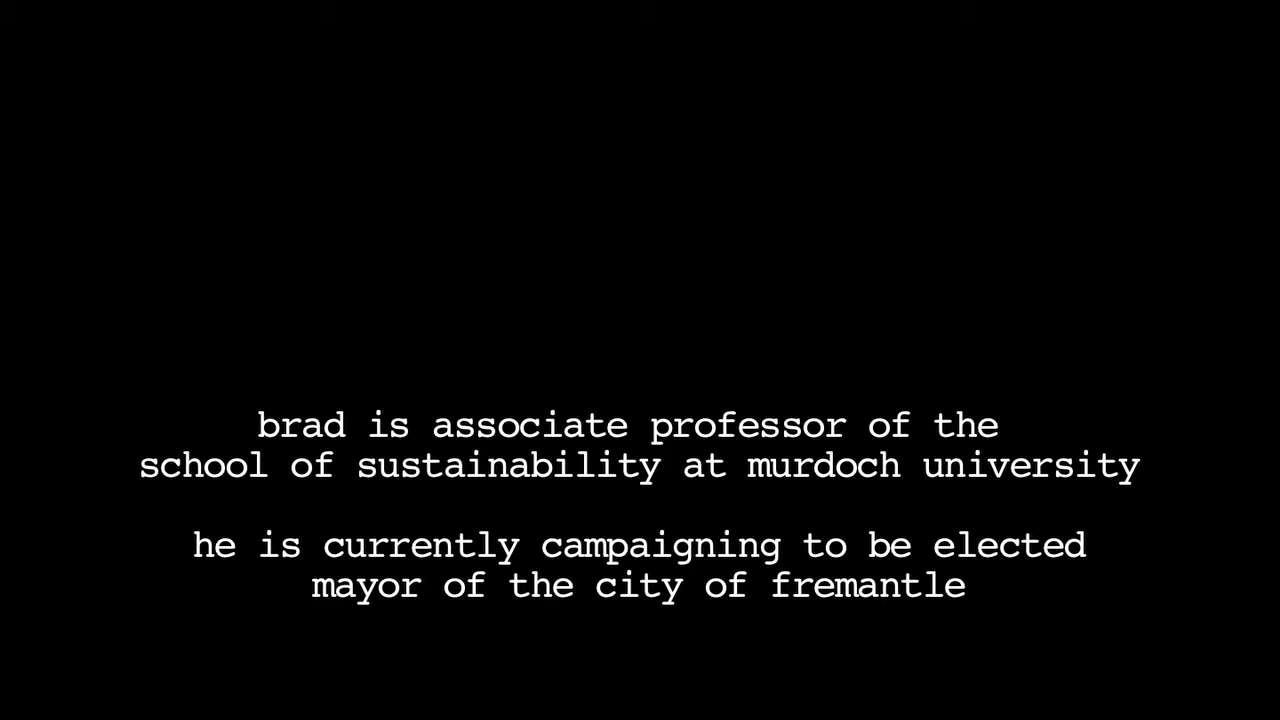 brad is associate professor of the
school of sustainability at murdoch university
he is currently campaigning to be elected
mayor of the city of fremantle